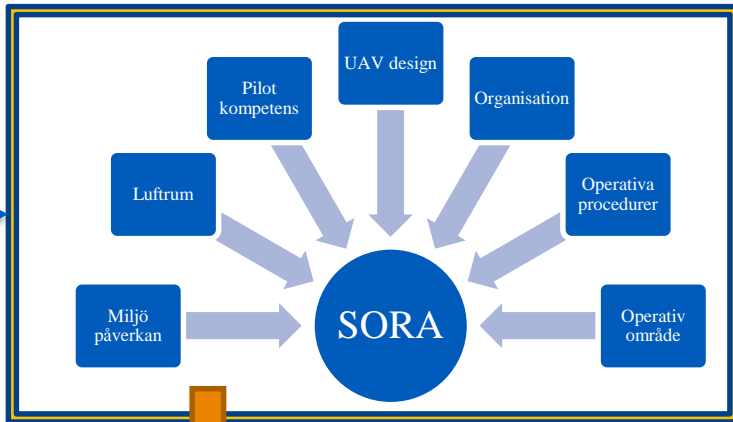 UAV design
Pilot
kompetens
Organisation
Luftrum
Operativa
procedurer
Miljö
påverkan
SORA
Operativ
område